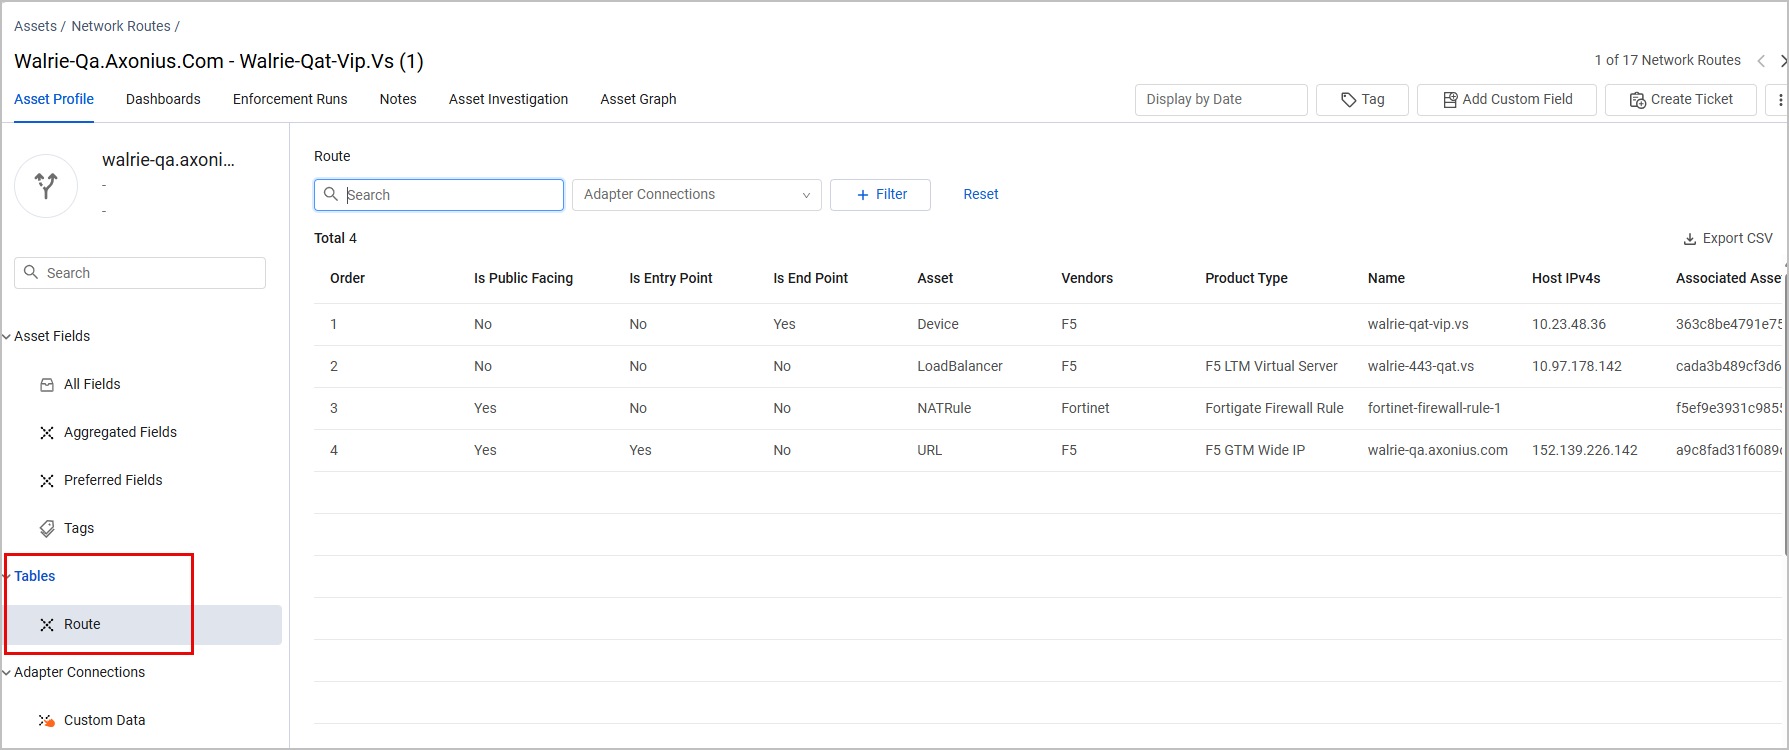 Assets / Network Routes /
Walrie-Qa.Axonius.Com - Walrie-Qat-Vip.Vs (1)
1 of 17 Network Routes
Asset Profile Dashboards Enforcement Runs Notes Asset Investigation Asset Graph
Display by Date Tag Add Custom Field Create Ticket
walrie-qa.axoni...
-
-
Search
Asset Fields
All Fields
Aggregated Fields
Preferred Fields
Tags
Tables
Route
Adapter Connections
Custom Data
Route
Search Adapter Connections + Filter Reset
Total 4 Export CSV
Order Is Public Facing Is Entry Point Is End Point Asset Vendors Product Type Name Host IPv4s Associated Asse
1 No No Yes Device F5 walrie-qat-vip.vs 10.23.48.36 363c8be4791e75
2 No No No LoadBalancer F5 F5 LTM Virtual Server walrie-443-qat.vs 10.97.178.142 cada3b489cf3d6
3 Yes No No NATRule Fortinet Fortigate Firewall Rule fortinet-firewall-rule-1 f5ef9e3931c985
4 Yes Yes No URL F5 F5 GTM Wide IP walrie-qa.axonius.com 152.139.226.142 a9c8fad31f6089